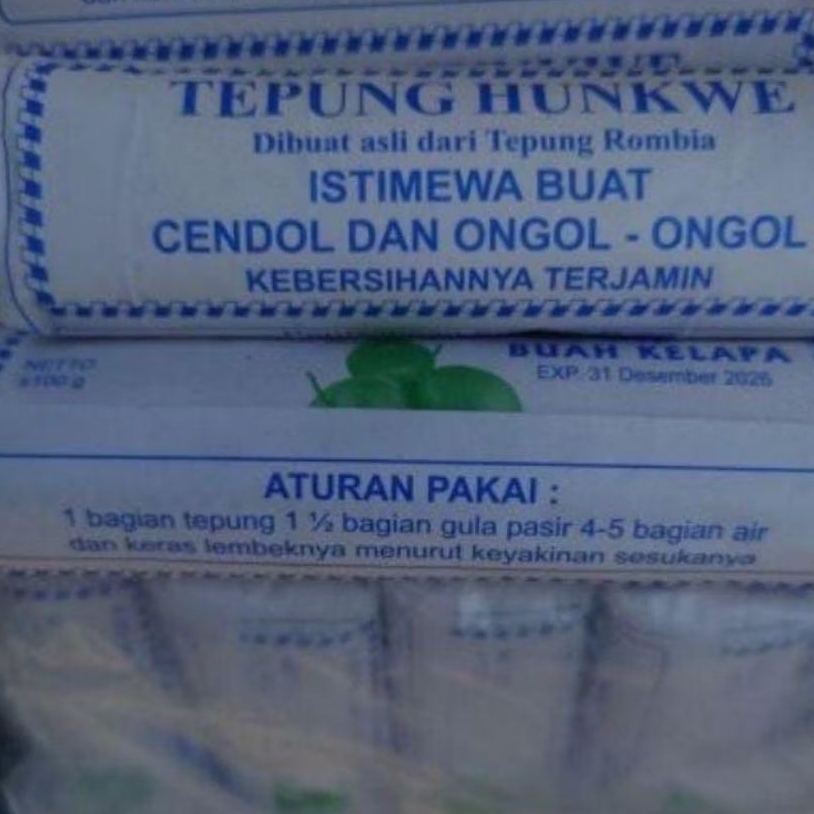 TEPUNG HUNKWE
Dibuat asli dari Tepung Rombia
ISTIMEWA BUAT
CENDOL DAN ONGOL - ONGOL
KEBERSIHANNYA TERJAMIN
NETTO
±100 g
BUAH KELAPA
EXP. 31 Desember 2026
ATURAN PAKAI :
1 bagian tepung 1 ½ bagian gula pasir 4-5 bagian air
dan keras lembeknya menurut keyakinan sesukanya